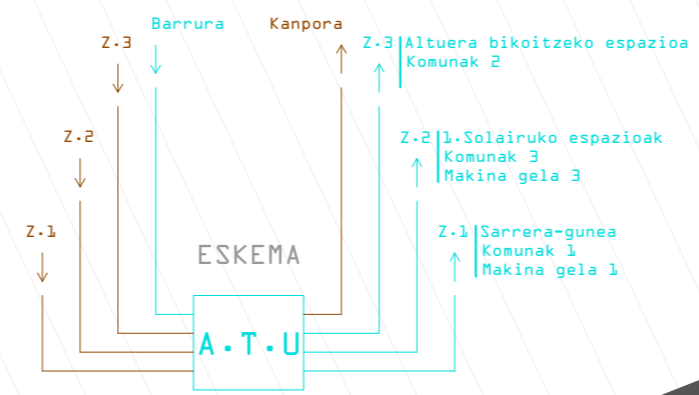 Barrura
Kanpora
Z.3
Z.3 Altuera bikoitzeko espazioa
Komunak 2
Z.2
Z.2 1.Solairuko espazioak
Komunak 3
Makina gela 3
Z.1
Z.1 Sarrera-gunea
Komunak 1
Makina gela 1
ESKEMA
A.T.U